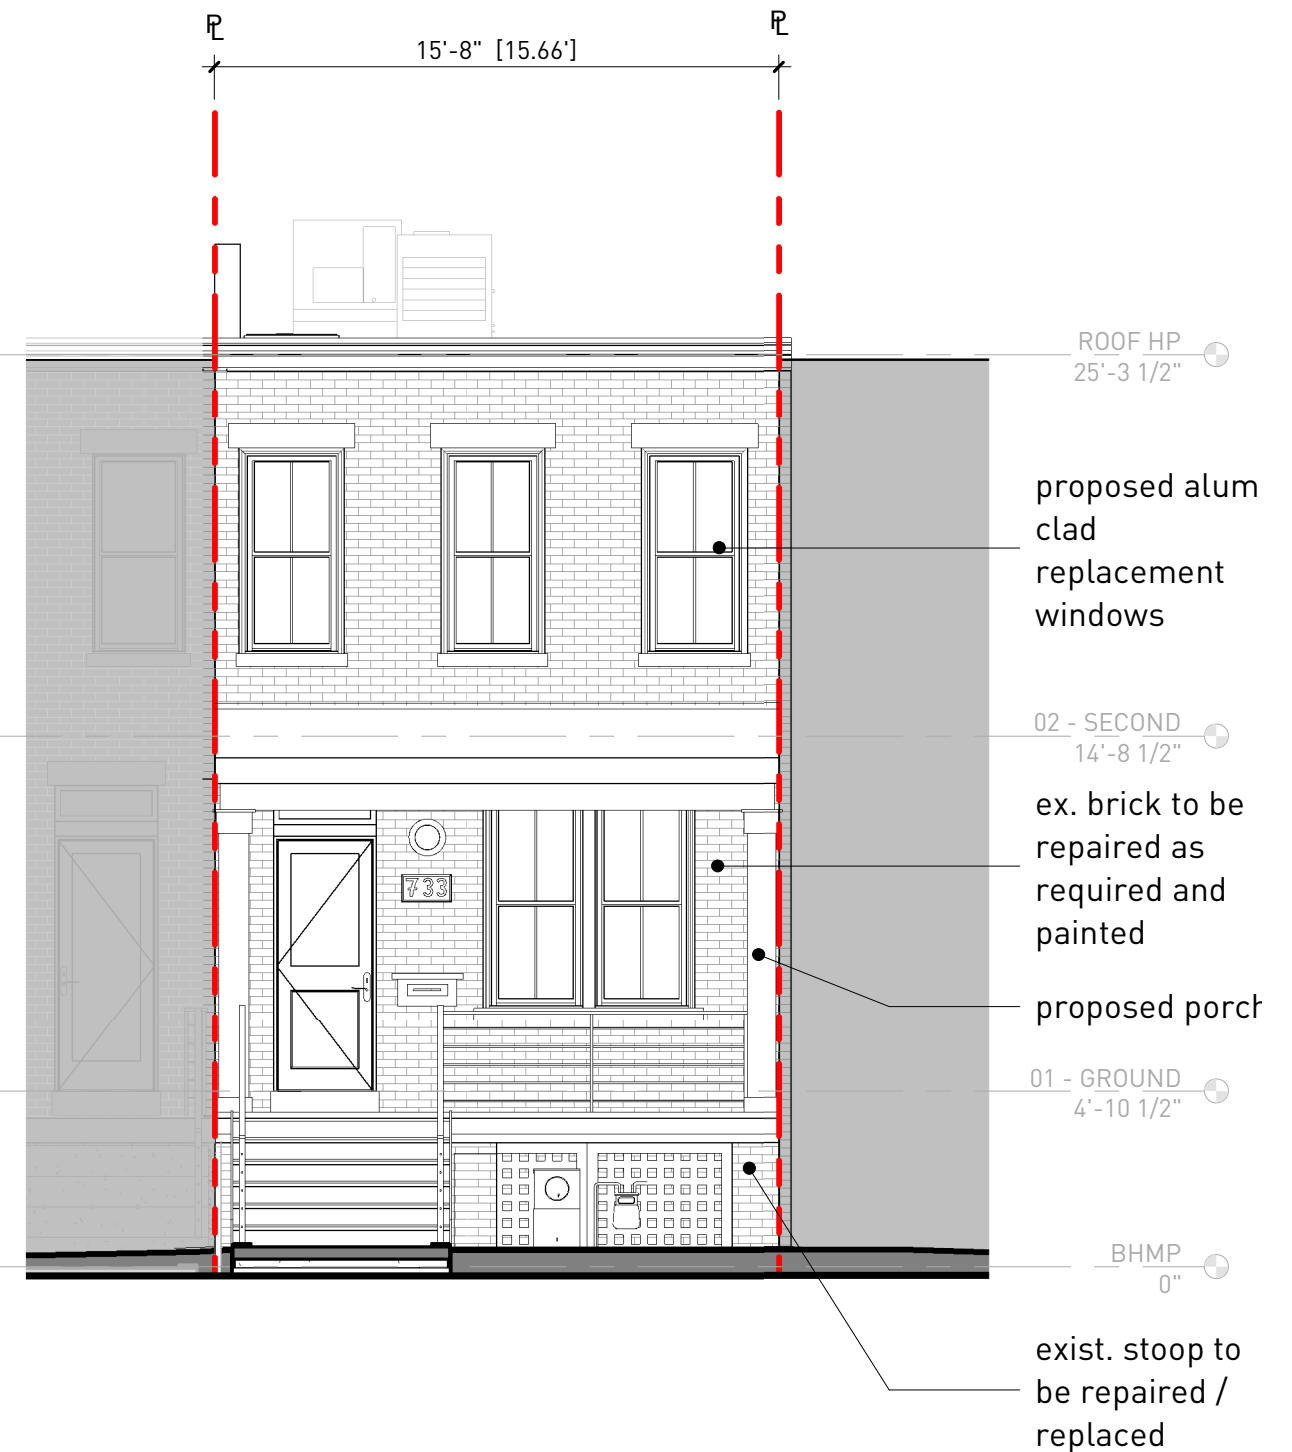 PL
PL
15'-8" [15.66']
ROOF HP
25'-3 1/2"
proposed alum
clad
replacement
windows
02 - SECOND
14'-8 1/2"
ex. brick to be
repaired as
required and
painted
733
proposed porch
01 - GROUND
4'-10 1/2"
BHMP
0"
exist. stoop to
be repaired /
replaced